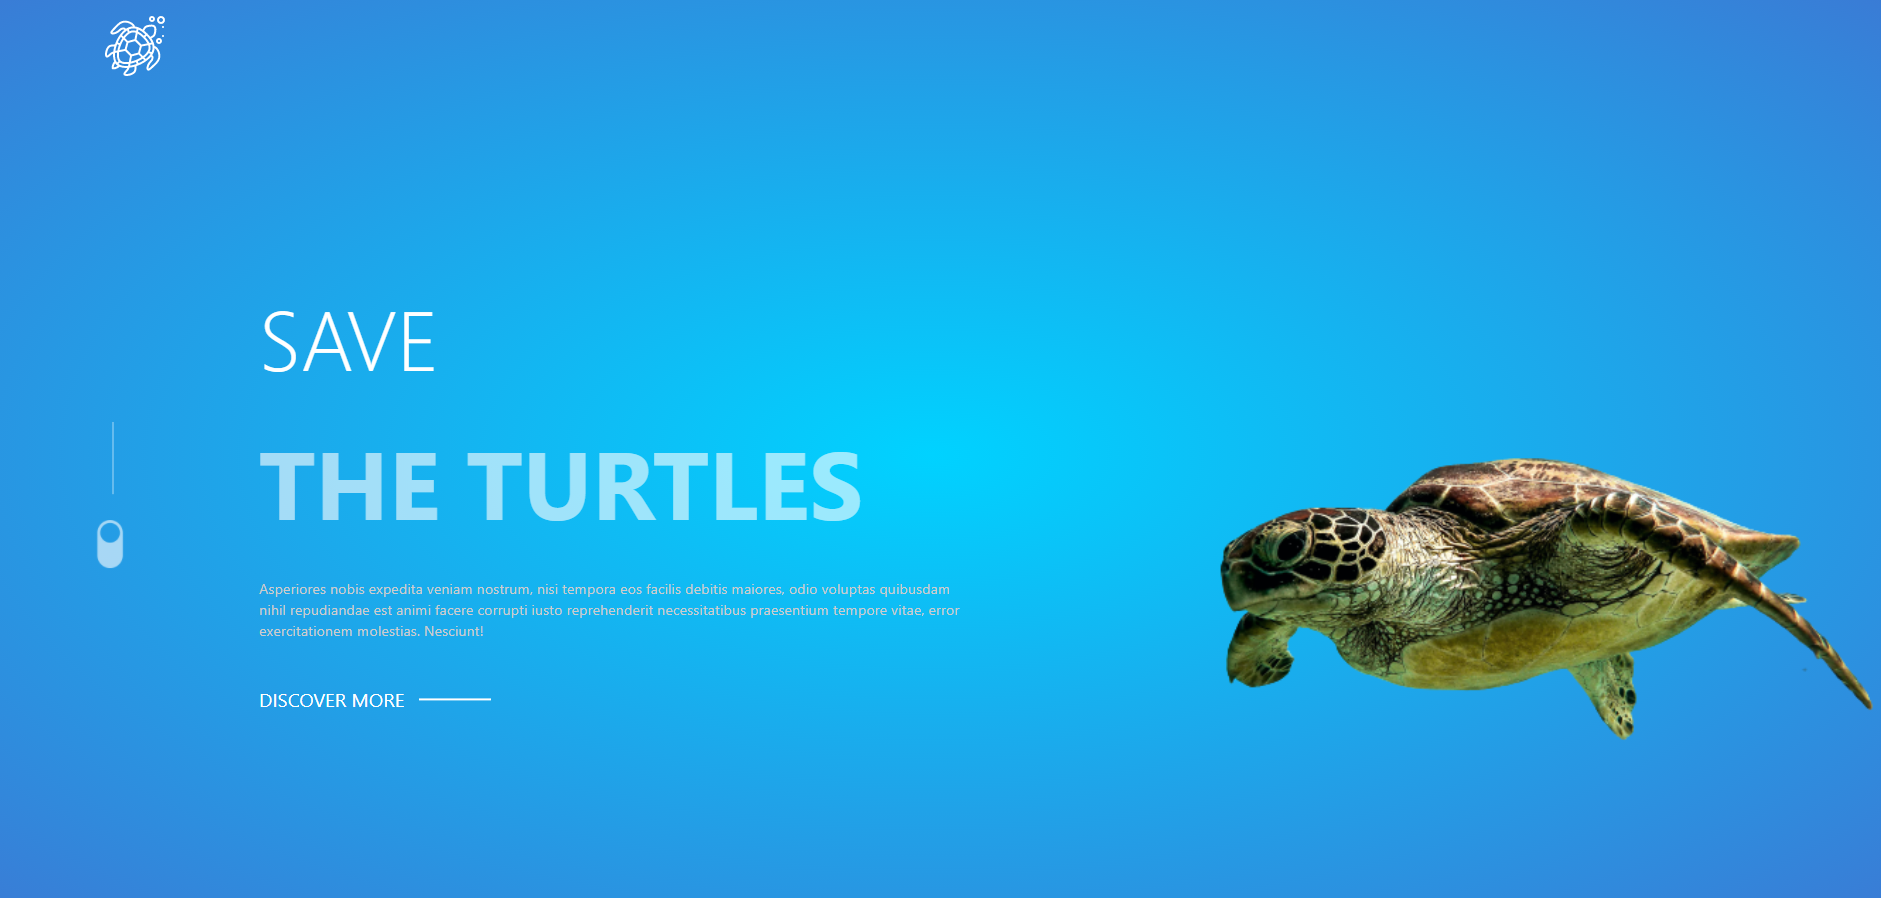 SAVE
THE TURTLES
Asperiores nobis expedita veniam nostrum, nisi tempora eos facilis debitis maiores, odio voluptas quibusdam
nihil repudiandae est animi facere corrupti iusto reprehenderit necessitatibus praesentium tempore vitae, error
exercitationem molestias. Nesciunt!
DISCOVER MORE